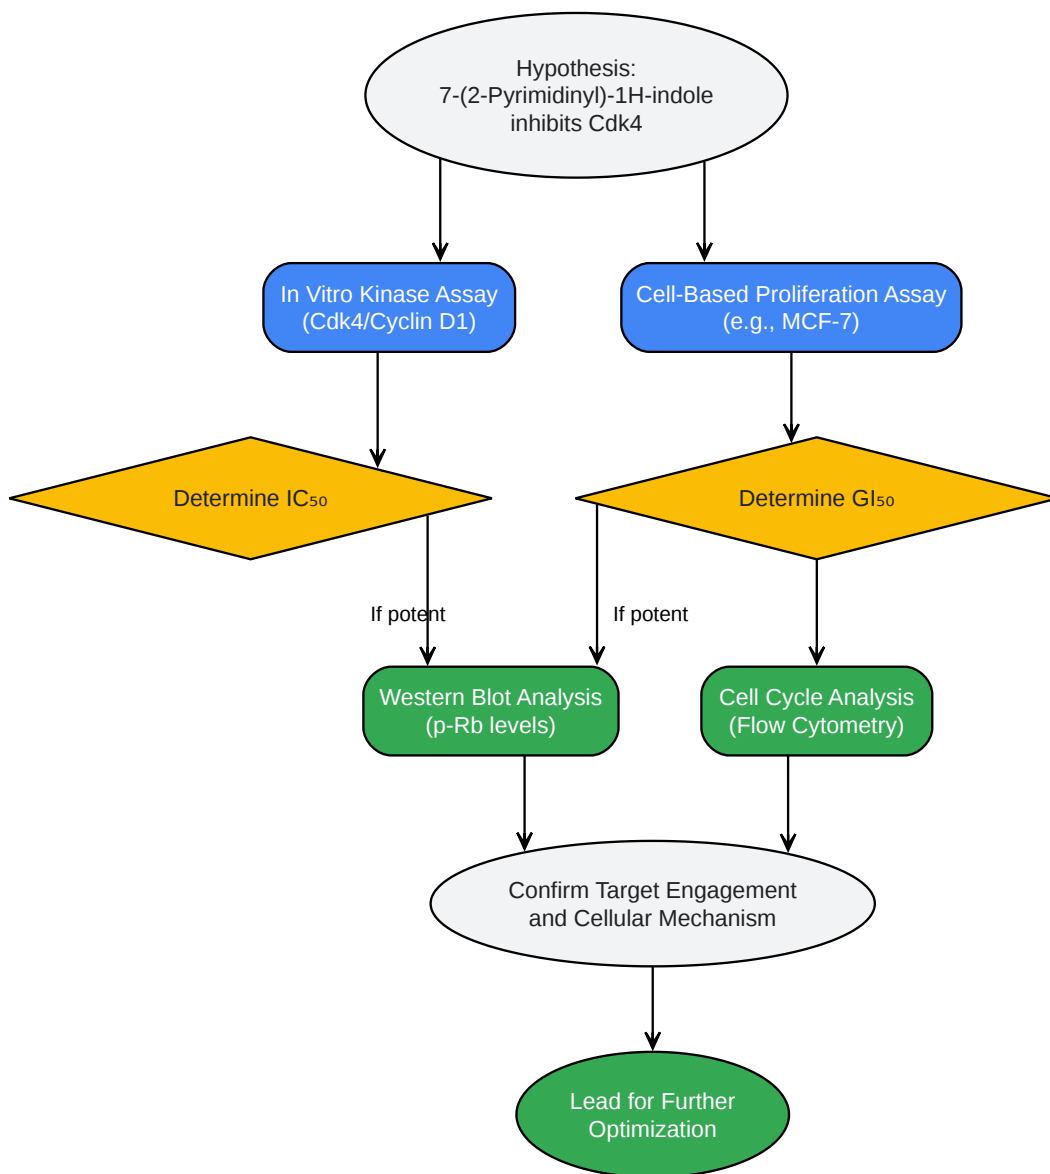 Hypothesis:
7-(2-Pyrimidinyl)-1H-indole
inhibits Cdk4
In Vitro Kinase Assay
(Cdk4/Cyclin D1)
Cell-Based Proliferation Assay
(e.g., MCF-7)
Determine IC₅₀
Determine GI₅₀
If potent
If potent
Western Blot Analysis
(p-Rb levels)
Cell Cycle Analysis
(Flow Cytometry)
Confirm Target Engagement
and Cellular Mechanism
Lead for Further
Optimization